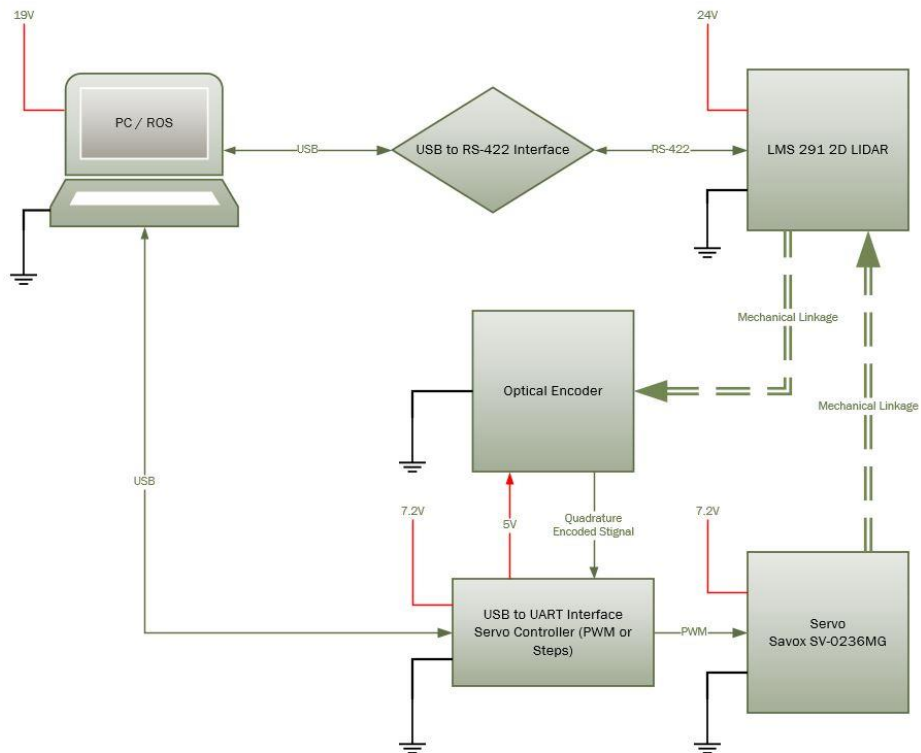 19V
24V
PC / ROS
USB
USB to RS-422 Interface
RS-422
LMS 291 2D LIDAR
Mechanical Linkage
Optical Encoder
Mechanical Linkage
USB
7.2V
5V
Quadrature
Encoded Stignal
7.2V
USB to UART Interface
Servo Controller (PWM or
Steps)
PWM
Servo
Savox SV-0236MG